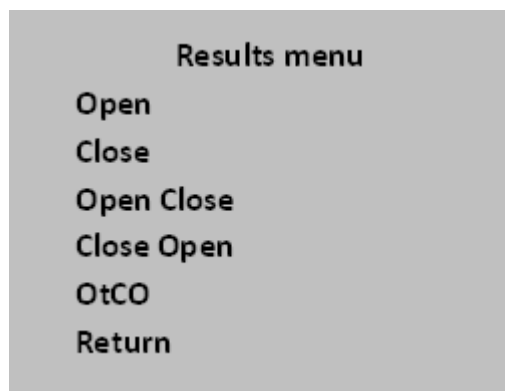 Results menu
Open
Close
Open Close
Close Open
OtCO
Return